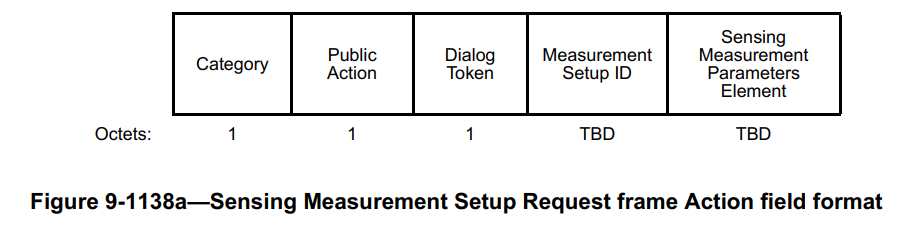 Category
Public
Action
Dialog
Token
Measurement
Setup ID
Sensing
Measurement
Parameters
Element
Octets: 1 1 1 TBD TBD
Figure 9-1138a—Sensing Measurement Setup Request frame Action field format